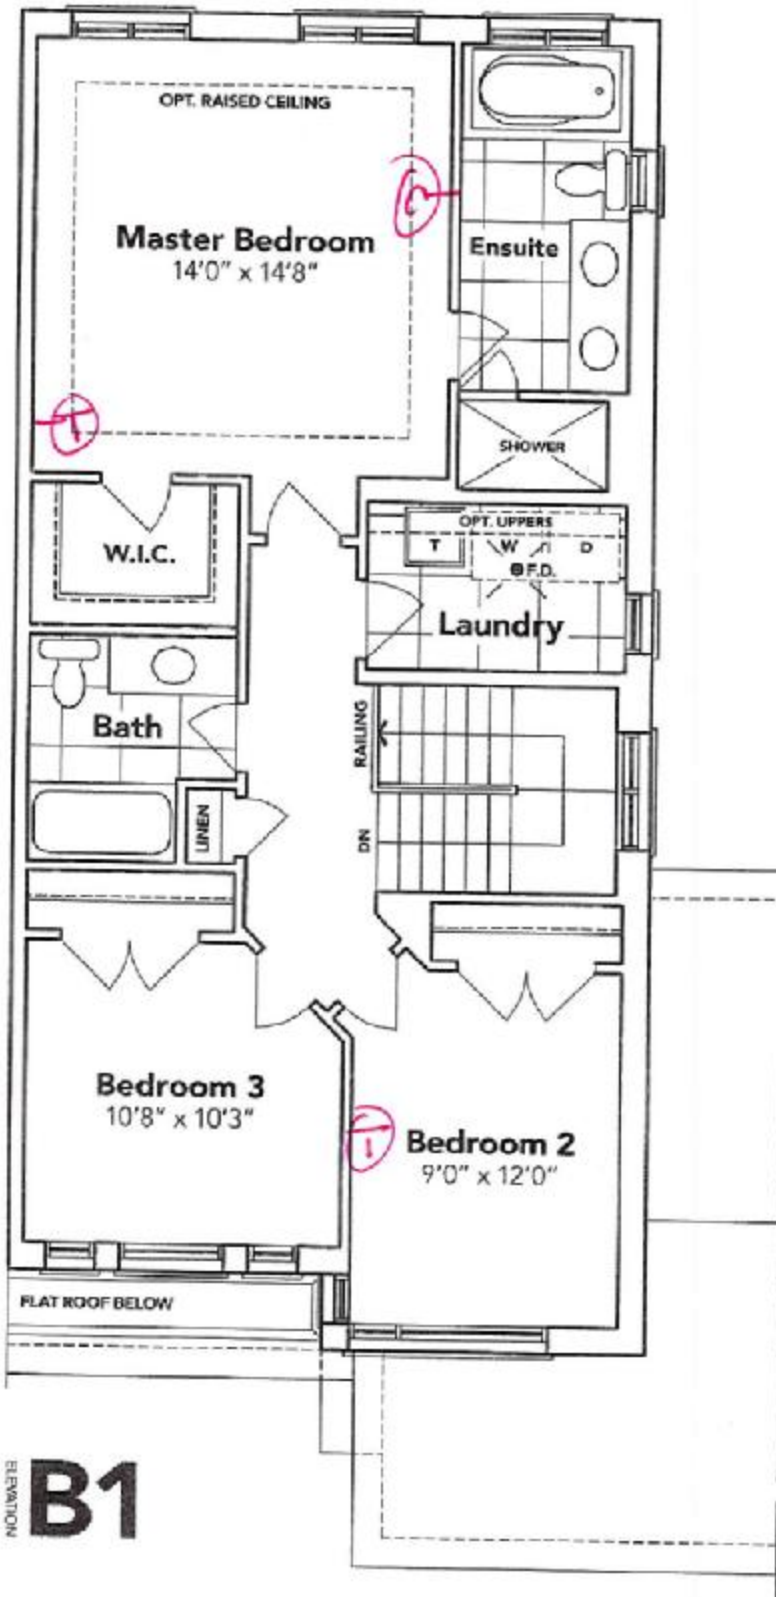 OPT. RAISED CEILING
Master Bedroom
14'0" x 14'8"
Ensuite
SHOWER
W.I.C.
OPT. UPPERS
T W D
F.D.
Laundry
Bath
RAILING
LINEN
DN
Bedroom 3
10'8" x 10'3"
Bedroom 2
9'0" x 12'0"
FLAT ROOF BELOW
ELEVATION
B1